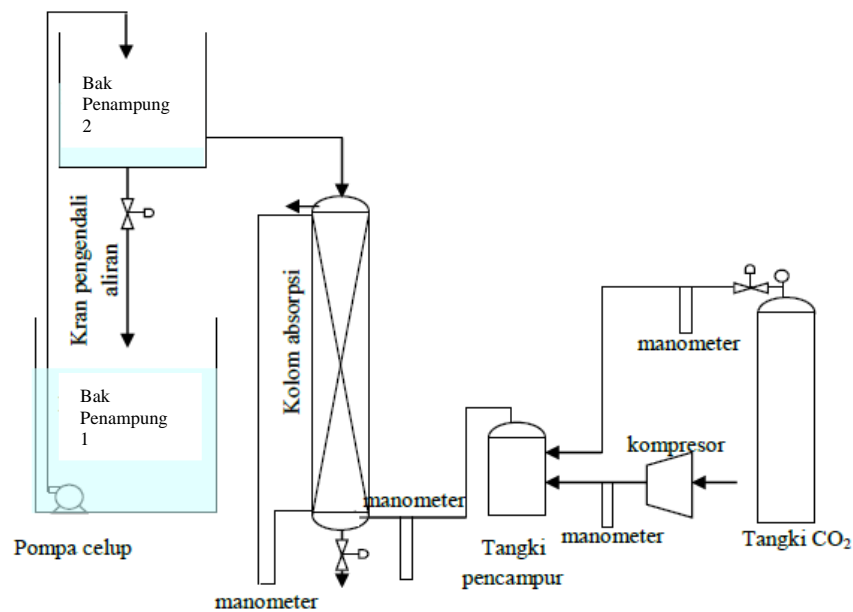 Bak
Penampung
2
Kran pengendali
aliran
Kolom absorpsi
manometer
Bak
Penampung
1
kompresor
manometer
Pompa celup
Tangki
pencampur
manometer
Tangki CO₂
manometer